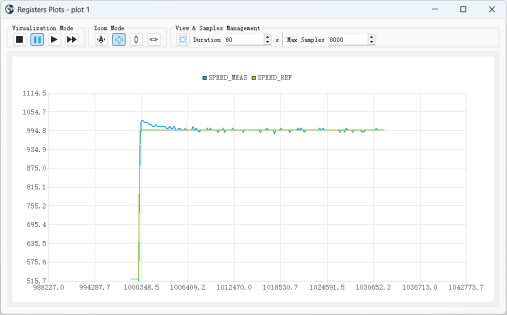 Registers Plots - plot 1
Visualization Mode
Zoom Mode
View & Samples Management
Duration 60 s
Max Samples 8000
SPEED_MEAS SPEED_REF
1114.5
1054.7
994.8
934.9
875.0
815.1
755.2
695.4
635.5
575.6
515.7
988227.0 994287.7 1000348.5 1006409.2 1012470.0 1018530.7 1024591.5 1030652.2 1036713.0 1042773.7